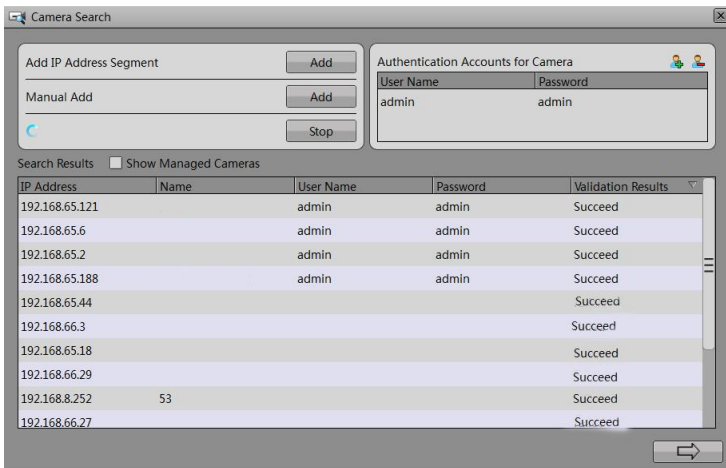 Camera Search
Add IP Address Segment Add
Manual Add Add
Stop
Authentication Accounts for Camera
User Name Password
admin admin
Search Results Show Managed Cameras
IP Address Name User Name Password Validation Results
192.168.65.121 admin admin Succeed
192.168.65.6 admin admin Succeed
192.168.65.2 admin admin Succeed
192.168.65.188 admin admin Succeed
192.168.65.44 Succeed
192.168.66.3 Succeed
192.168.65.18 Succeed
192.168.66.29 Succeed
192.168.8.252 53 Succeed
192.168.66.27 Succeed